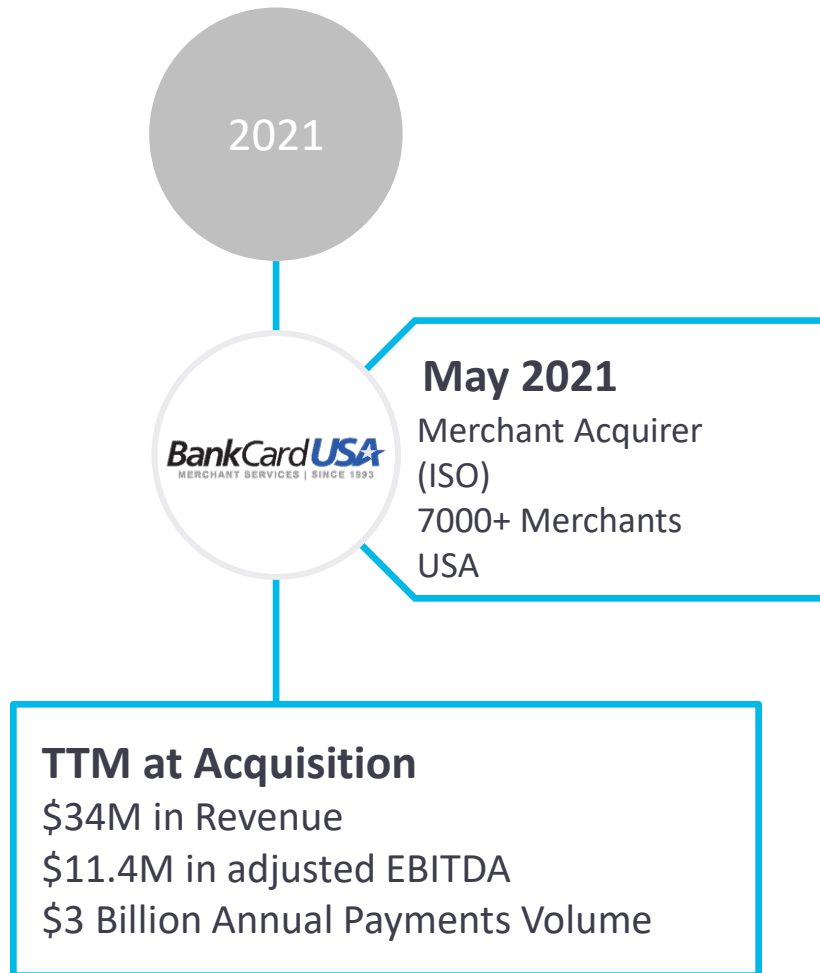 2021
May 2021
Merchant Acquirer
(ISO)
7000+ Merchants
USA
BankCardUSA
MERCHANT SERVICES | SINCE 1993
TTM at Acquisition
$34M in Revenue
$11.4M in adjusted EBITDA
$3 Billion Annual Payments Volume